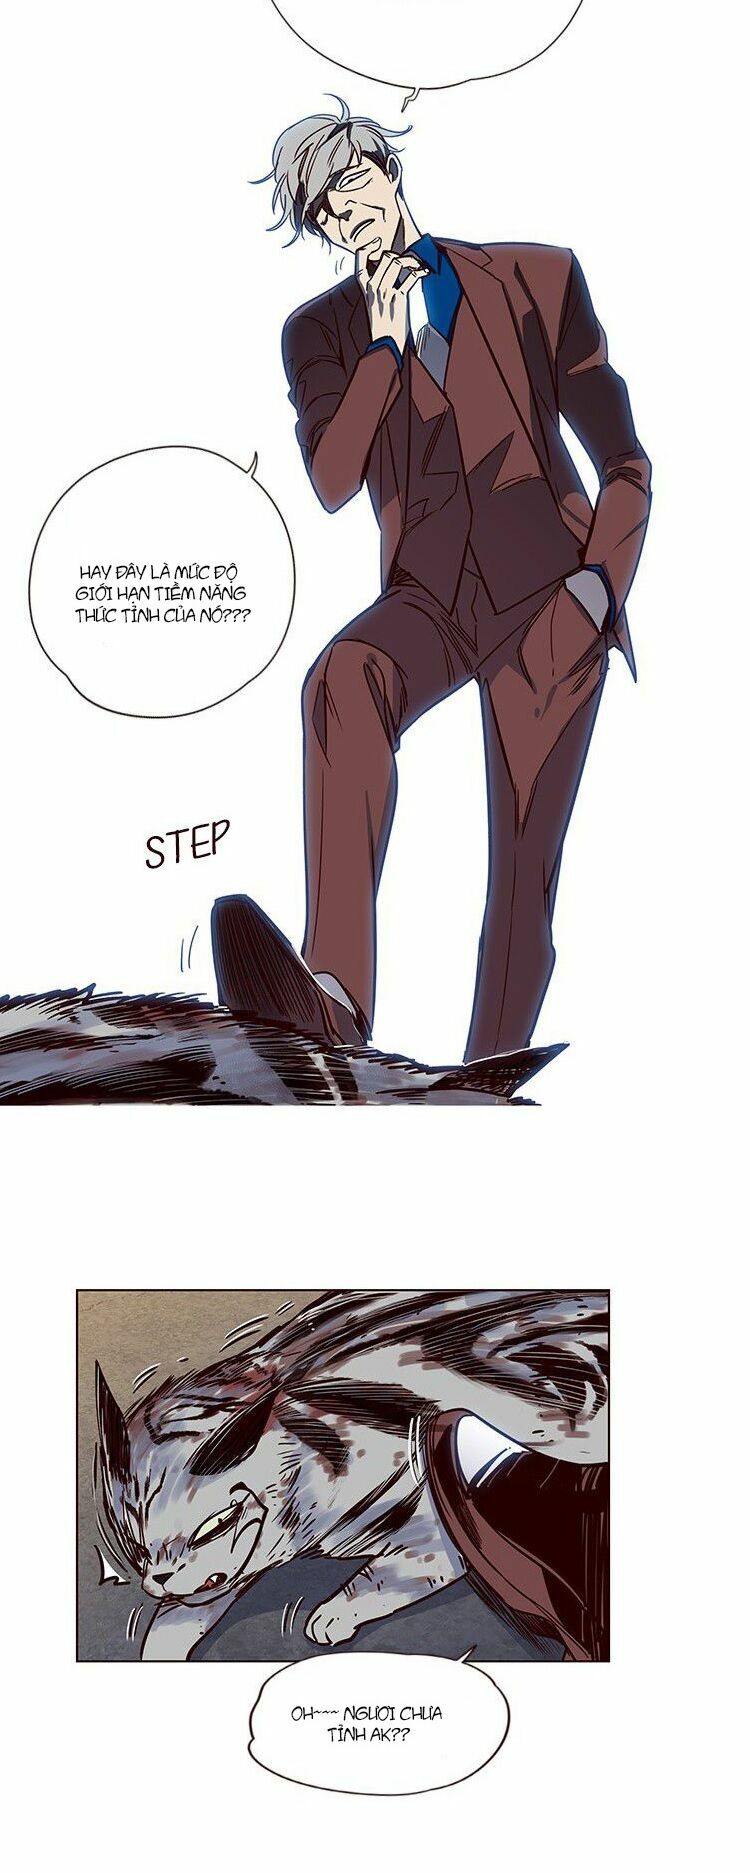 HAY ĐÂY LÀ MỨC ĐỘ
GIỚI HẠN TIỀM NĂNG
THỨC TỈNH CỦA NÓ???
STEP
OH~~~ NGƯƠI CHƯA
TỈNH AK??